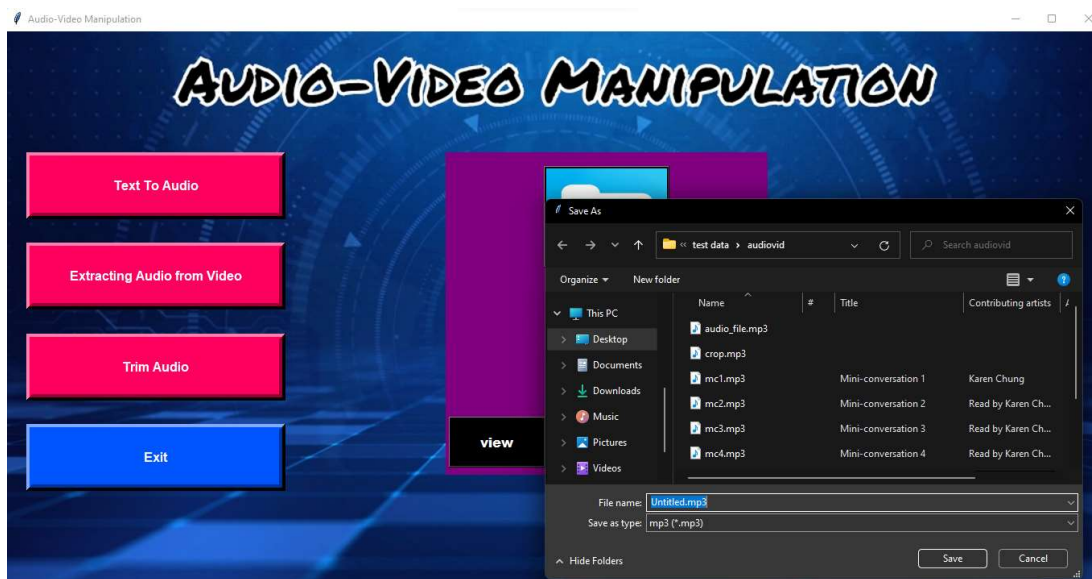 Audio-Video Manipulation
AUDIO-VIDEO MANIPULATION
Text To Audio
Extracting Audio from Video
Trim Audio
Exit
view
Save As
« test data › audiovid
Search audiovid
Organize
New folder
This PC
Desktop
Documents
Downloads
Music
Pictures
Videos
Name # Title Contributing artists
audio_file.mp3
crop.mp3
mc1.mp3 Mini-conversation 1 Karen Chung
mc2.mp3 Mini-conversation 2 Read by Karen Ch...
mc3.mp3 Mini-conversation 3 Read by Karen Ch...
mc4.mp3 Mini-conversation 4 Read by Karen Ch...
File name: Untitled.mp3
Save as type: mp3 (*.mp3)
Hide Folders
Save
Cancel